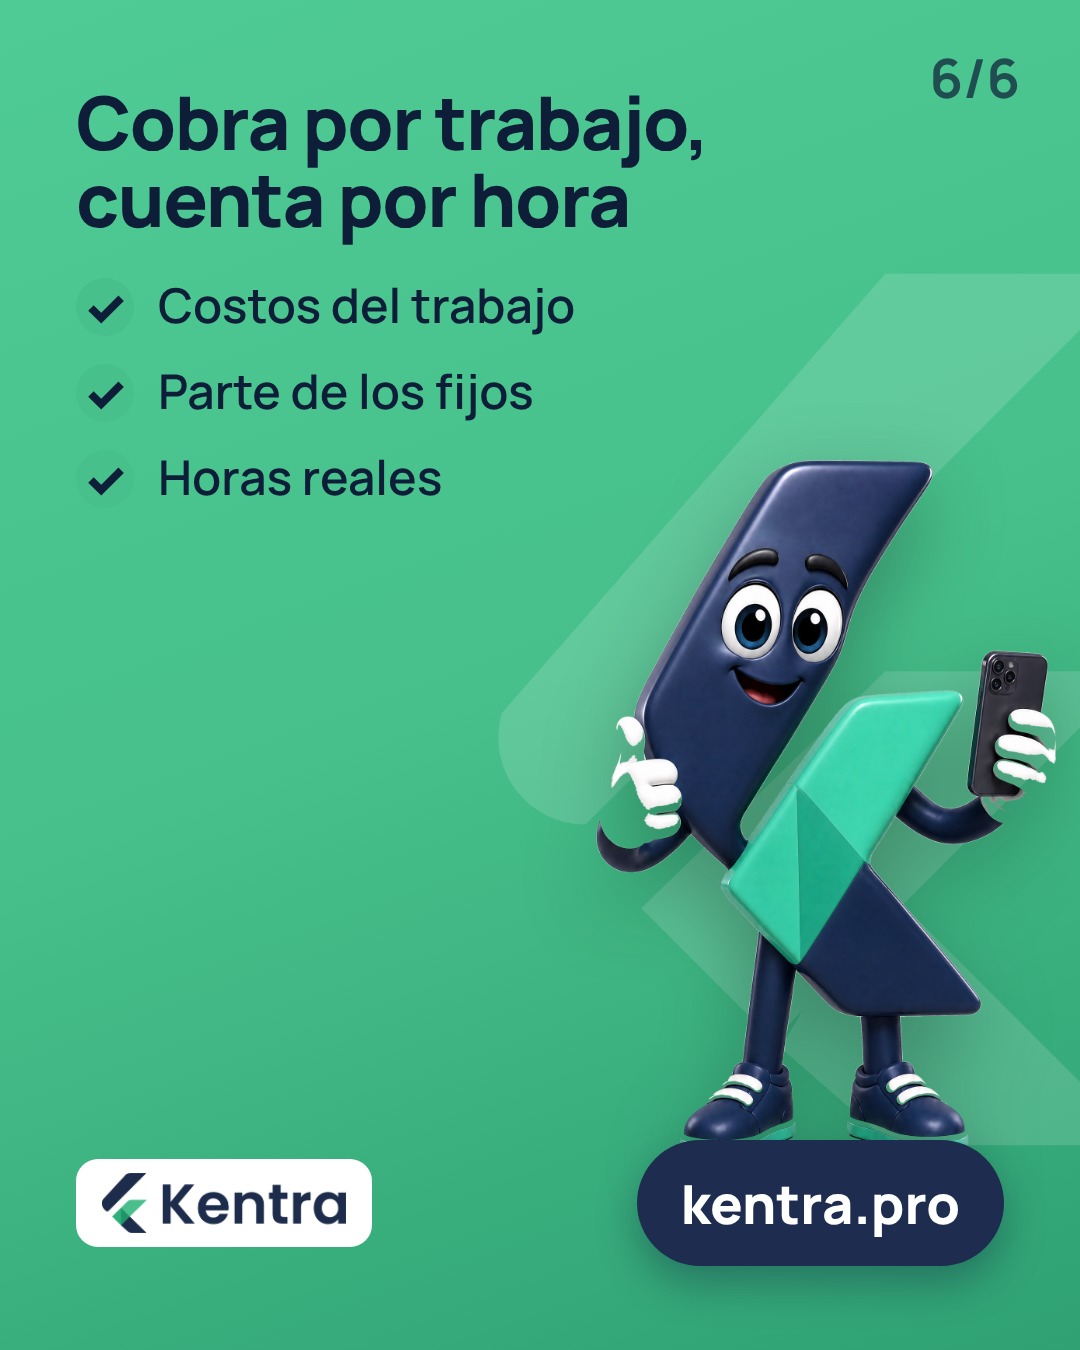 6/6
Cobra por trabajo,
cuenta por hora
Costos del trabajo
Parte de los fijos
Horas reales
Kentra
kentra.pro